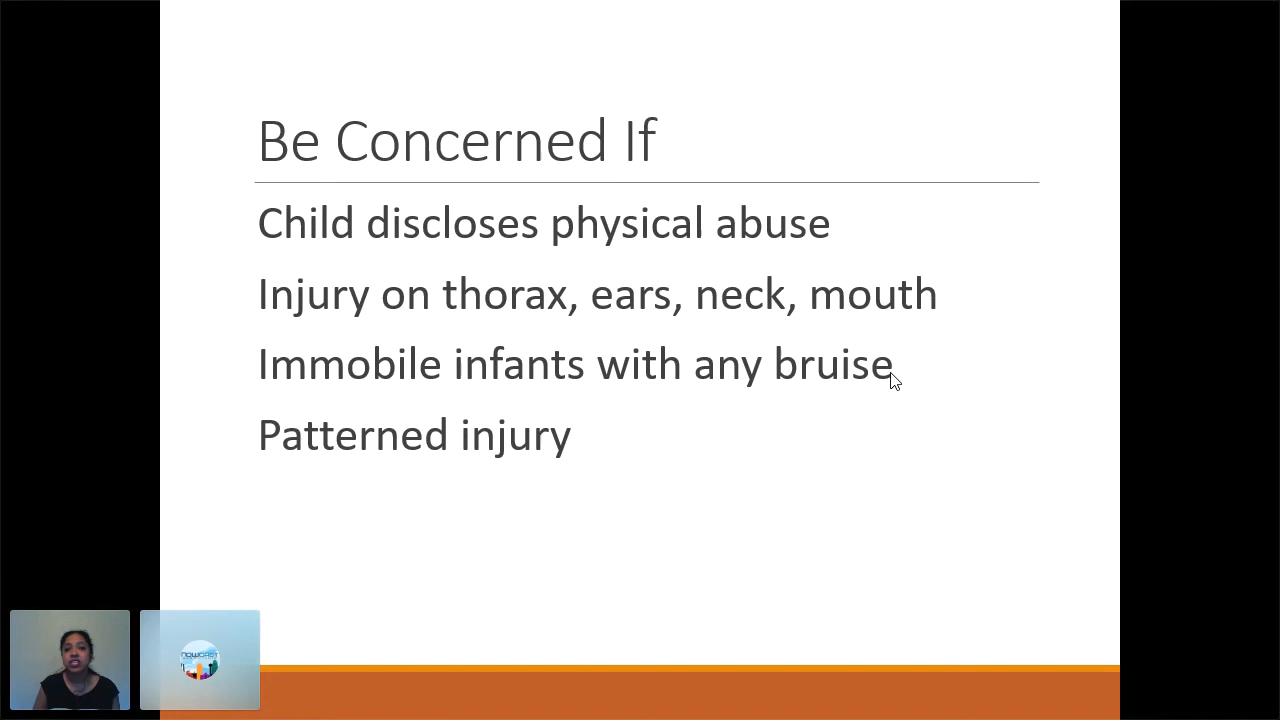 Be Concerned If
Child discloses physical abuse
Injury on thorax, ears, neck, mouth
Immobile infants with any bruise
Patterned injury
NOWCAST